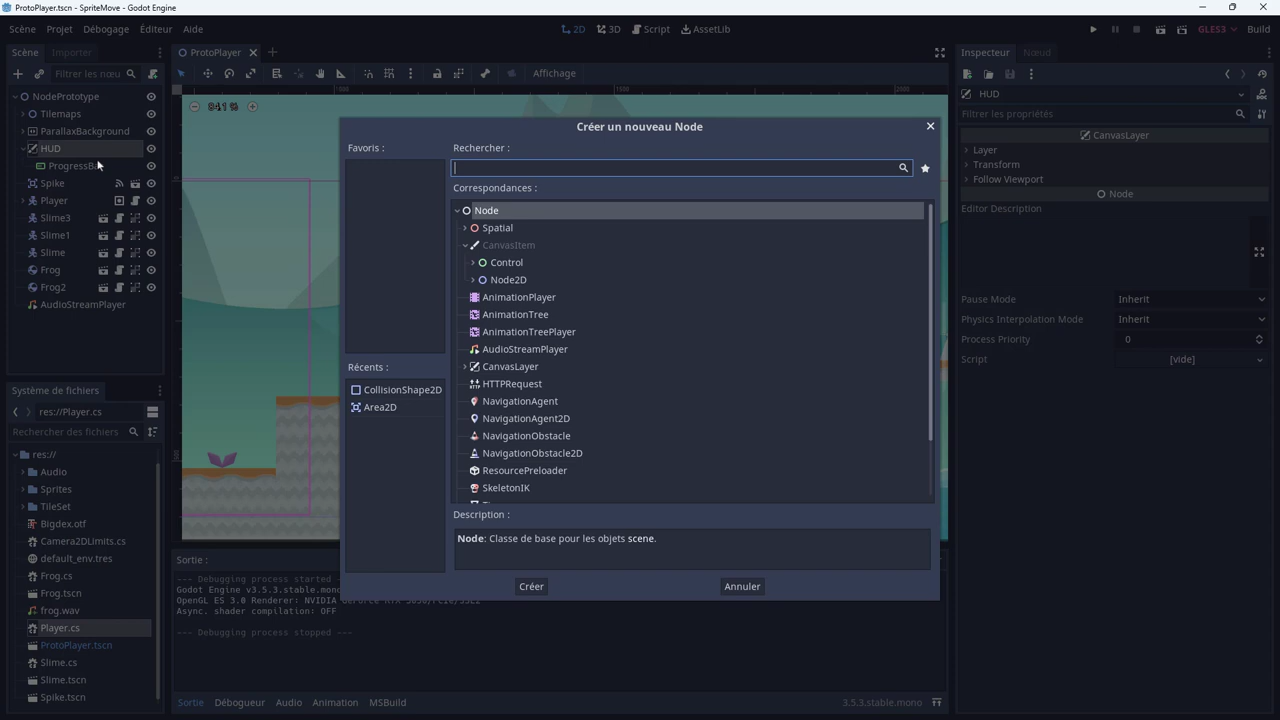 ProtoPlayer.tscn - SpriteMove - Godot Engine
Scène Projet Débogage Éditeur Aide
2D 3D Script AssetLib
GLES3 Build
Scène Importer
Filtrer les nœu
NodePrototype
Tilemaps
ParallaxBackground
HUD
ProgressBa
Spike
Player
Slime3
Slime1
Slime
Frog
Frog2
AudioStreamPlayer
Système de fichiers
res://Player.cs
Rechercher des fichiers
res://
Audio
Sprites
TileSet
Bigdex.otf
Camera2DLimits.cs
default_env.tres
Frog.cs
Frog.tscn
frog.wav
Player.cs
ProtoPlayer.tscn
Slime.cs
Slime.tscn
Spike.tscn
ProtoPlayer
Affichage
84.1 %
1000
1500
2000
Créer un nouveau Node
Favoris :
Récents :
CollisionShape2D
Area2D
Rechercher :
Correspondances :
Node
Spatial
CanvasItem
Control
Node2D
AnimationPlayer
AnimationTree
AnimationTreePlayer
AudioStreamPlayer
CanvasLayer
HTTPRequest
NavigationAgent
NavigationAgent2D
NavigationObstacle
NavigationObstacle2D
ResourcePreloader
SkeletonIK
Description :
Node: Classe de base pour les objets scene.
Créer Annuler
Sortie :
--- Debugging process started
Godot Engine v3.5.3.stable.mono
OpenGL ES 3.0 Renderer: NVIDIA
Async. shader compilation: OFF
--- Debugging process stopped ---
Sortie Débogueur Audio Animation MSBuild
3.5.3.stable.mono
Inspecteur Nœud
HUD
Filtrer les propriétés
CanvasLayer
Layer
Transform
Follow Viewport
Node
Editor Description
Pause Mode Inherit
Physics Interpolation Mode Inherit
Process Priority 0
Script [vide]